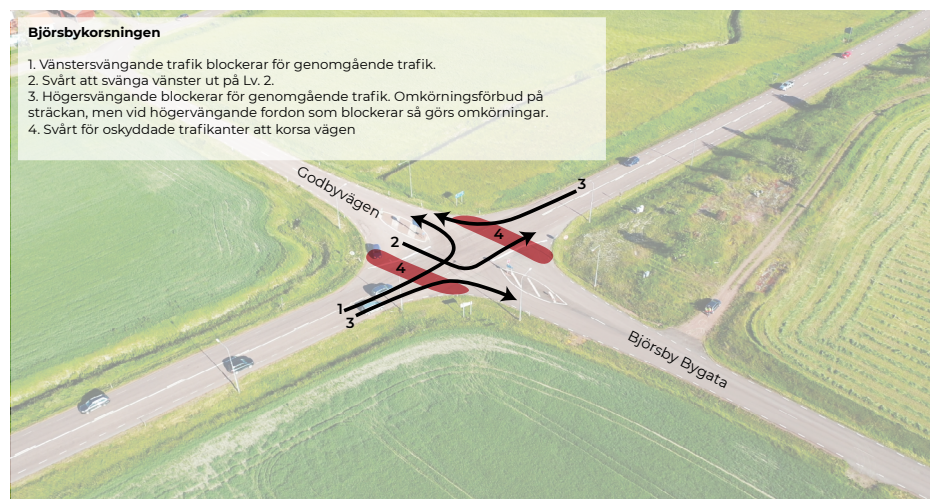 Björsbykorsningen
1. Vänstersvängande trafik blockerar för genomgående trafik.
2. Svårt att svänga vänster ut på Lv. 2.
3. Högersvängande blockerar för genomgående trafik. Omkörningsförbud på
sträckan, men vid högervängande fordon som blockerar så görs omkörningar.
4. Svårt för oskyddade trafikanter att korsa vägen
Godbyvägen
3
4
2
4
1
3
Björsby Bygata